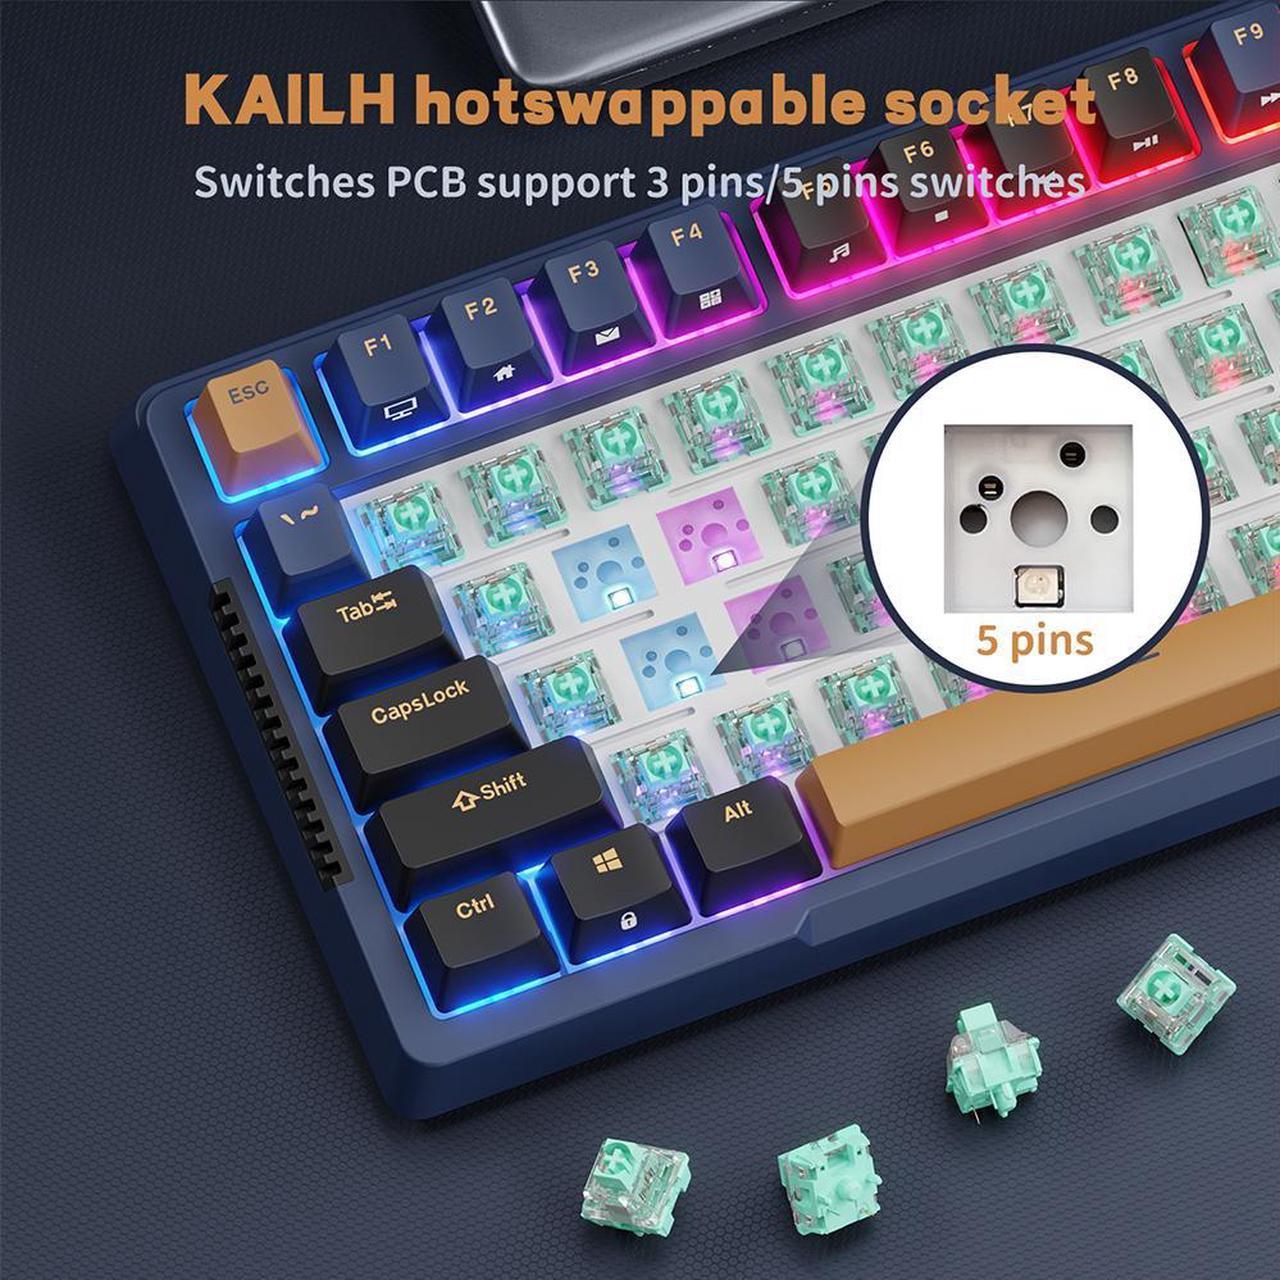 KAILH hotswappable socket
Switches PCB support 3 pins/5 pins switches
F9
F8
F7
F6
F4
F3
F2
F1
ESC
\ ~
Tab
CapsLock
Shift
Alt
Ctrl
5 pins